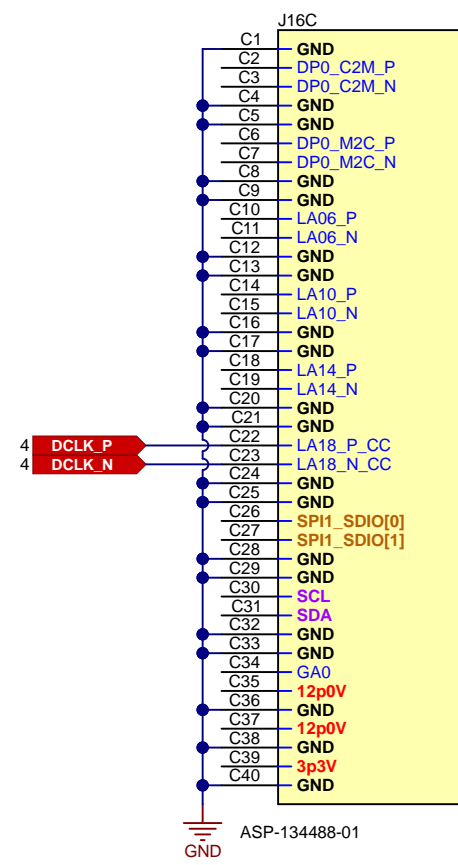 J16C
C1 GND
C2 DP0_C2M_P
C3 DP0_C2M_N
C4 GND
C5 GND
C6 DP0_M2C_P
C7 DP0_M2C_N
C8 GND
C9 GND
C10 LA06_P
C11 LA06_N
C12 GND
C13 GND
C14 LA10_P
C15 LA10_N
C16 GND
C17 GND
C18 LA14_P
C19 LA14_N
C20 GND
C21 GND
4 DCLK_P C22 LA18_P_CC
4 DCLK_N C23 LA18_N_CC
C24 GND
C25 GND
C26 SPI1_SDIO[0]
C27 SPI1_SDIO[1]
C28 GND
C29 GND
C30 SCL
C31 SDA
C32 GND
C33 GND
C34 GA0
C35 12p0V
C36 GND
C37 12p0V
C38 GND
C39 3p3V
C40 GND
ASP-134488-01
GND